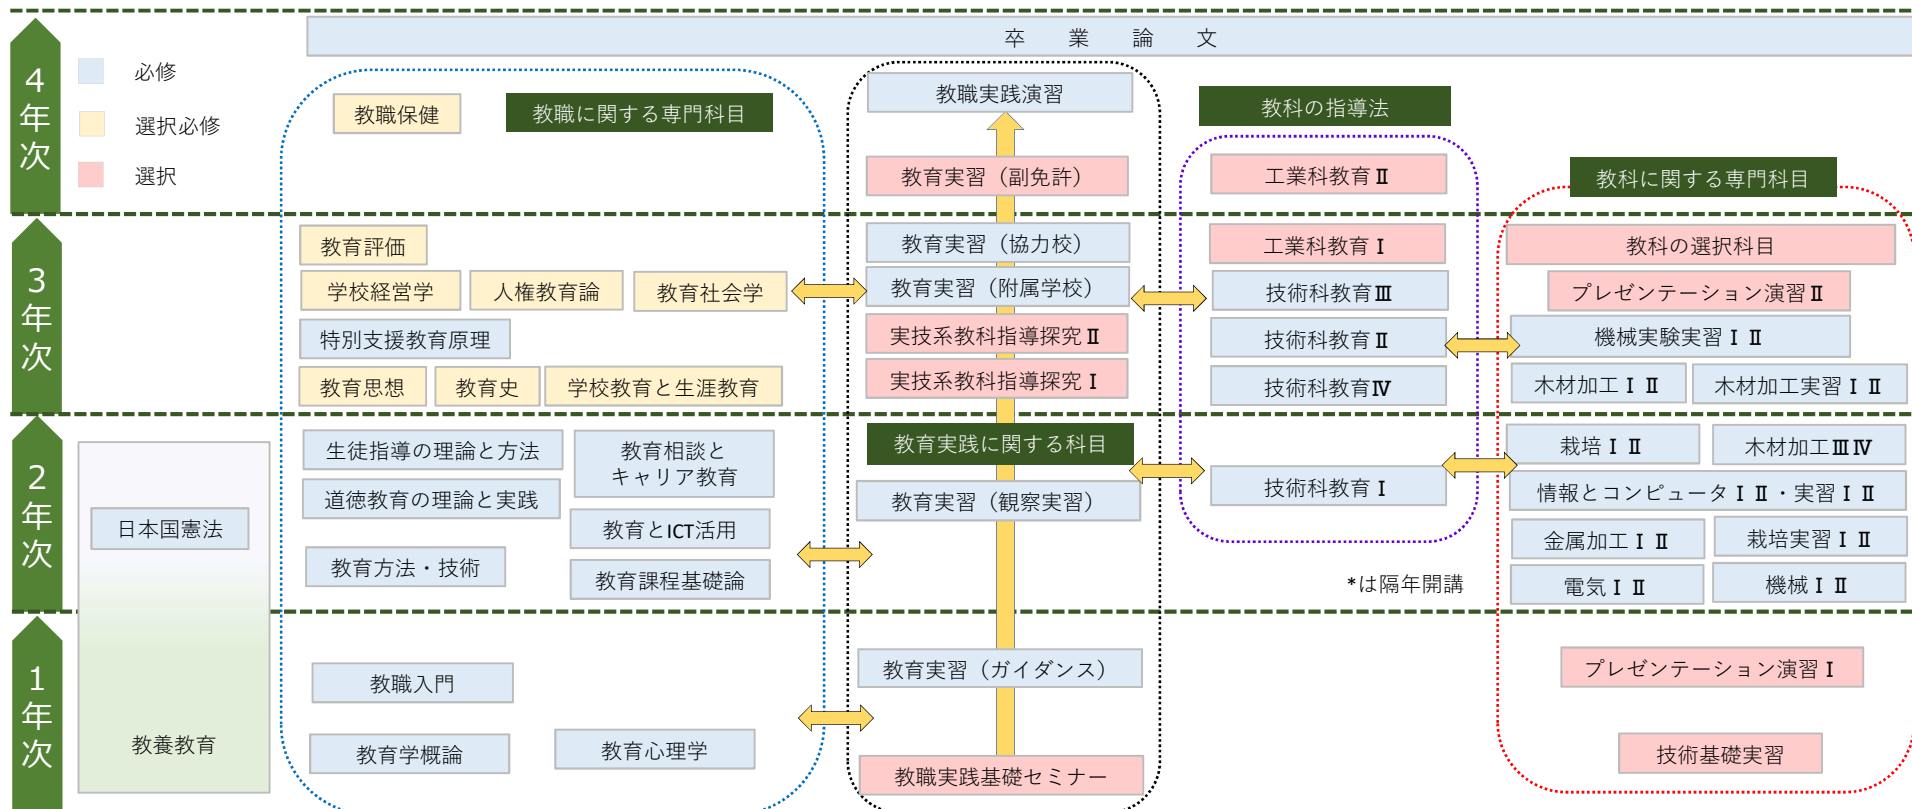 卒業論文
4年次
必修
選択必修
選択
教職保健
教職に関する専門科目
教職実践演習
教育実習（副免許）
教科の指導法
工業科教育Ⅱ
教科に関する専門科目
3年次
教育評価
学校経営学
人権教育論
教育社会学
特別支援教育原理
教育思想
教育史
学校教育と生涯教育
教育実習（協力校）
教育実習（附属学校）
実技系教科指導探究Ⅱ
実技系教科指導探究Ⅰ
工業科教育Ⅰ
技術科教育Ⅲ
技術科教育Ⅱ
技術科教育Ⅳ
教科の選択科目
プレゼンテーション演習Ⅱ
機械実験実習Ⅰ Ⅱ
木材加工Ⅰ Ⅱ
木材加工実習Ⅰ Ⅱ
2年次
日本国憲法
生徒指導の理論と方法
教育相談と
キャリア教育
道徳教育の理論と実践
教育とICT活用
教育方法・技術
教育課程基礎論
教育実践に関する科目
教育実習（観察実習）
技術科教育Ⅰ
*は隔年開講
栽培Ⅰ Ⅱ
木材加工ⅢⅣ
情報とコンピュータⅠ Ⅱ・実習Ⅰ Ⅱ
金属加工Ⅰ Ⅱ
栽培実習Ⅰ Ⅱ
電気Ⅰ Ⅱ
機械Ⅰ Ⅱ
1年次
教養教育
教職入門
教育学概論
教育心理学
教育実習（ガイダンス）
教職実践基礎セミナー
プレゼンテーション演習Ⅰ
技術基礎実習